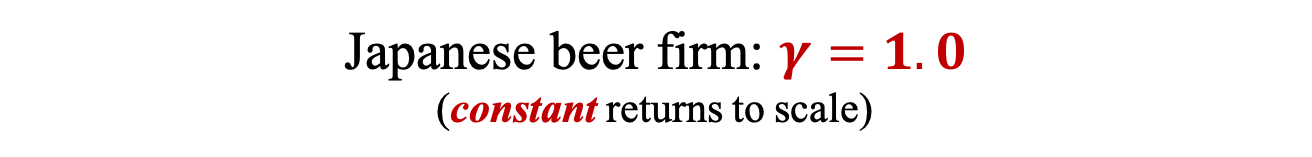 Japanese beer firm: γ = 1.0
(constant returns to scale)